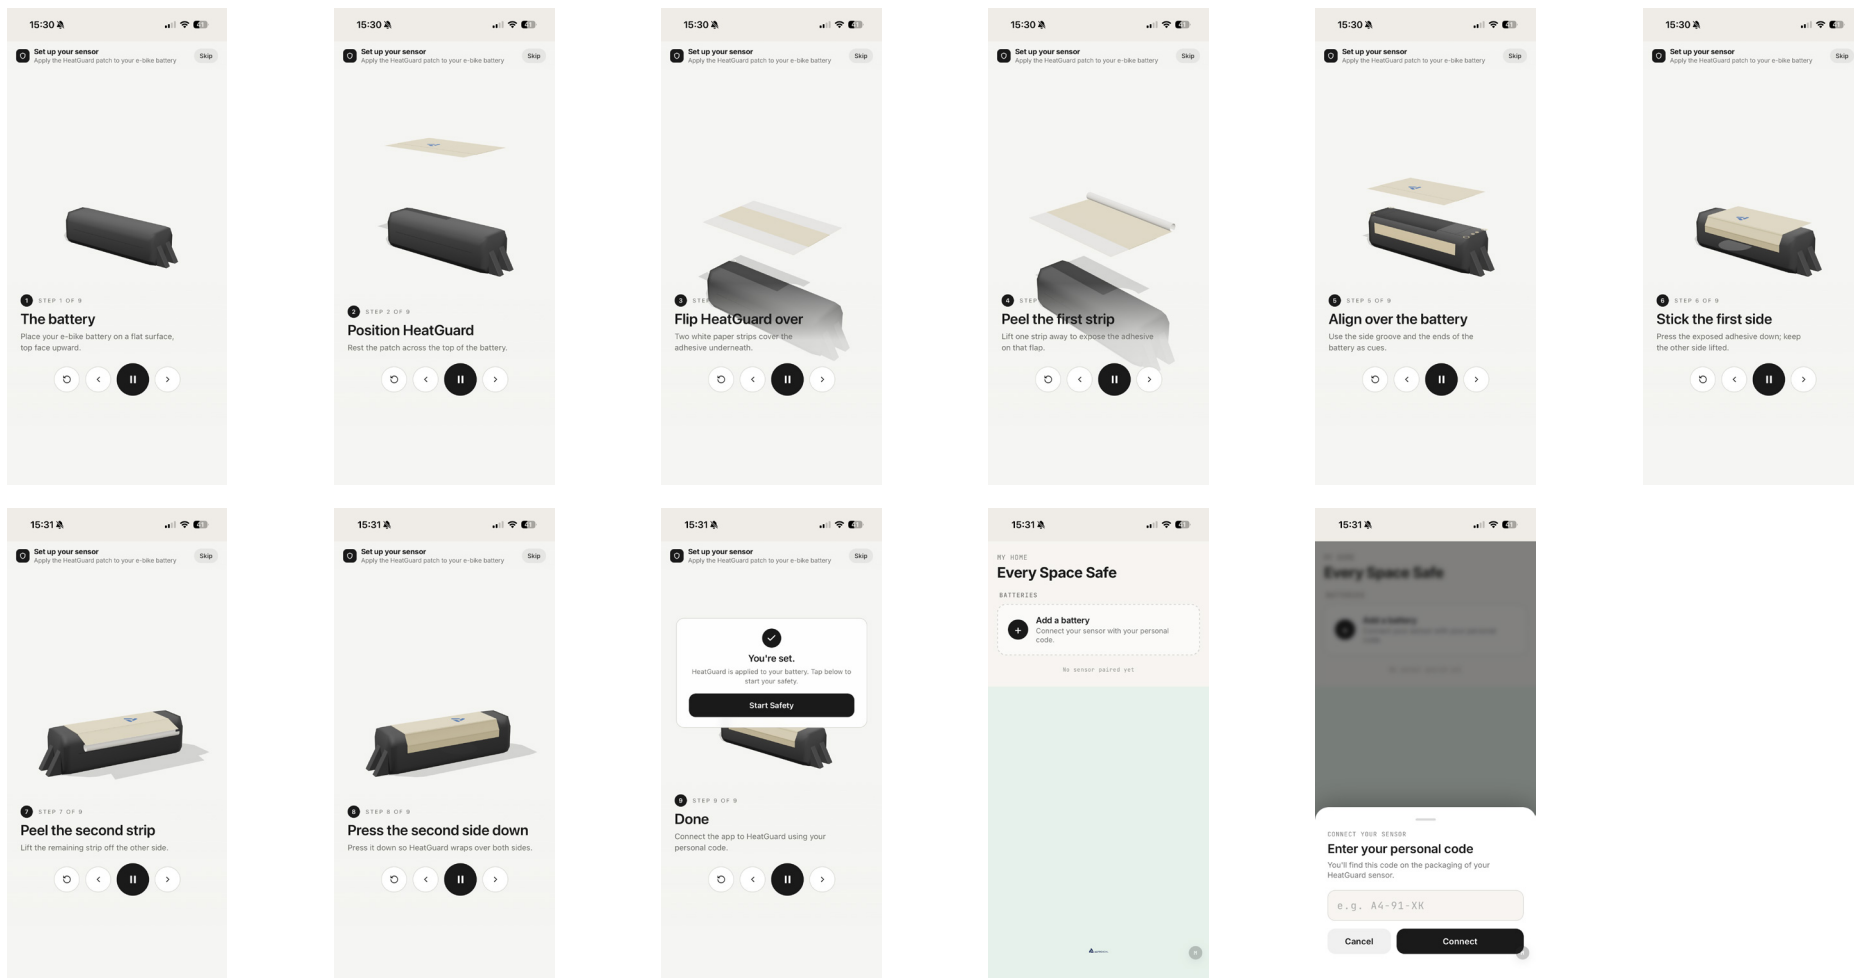 15:30
Set up your sensor
Apply the HeatGuard patch to your e-bike battery
Skip
1 STEP 1 OF 9
The battery
Place your e-bike battery on a flat surface,
top face upward.
15:30
Set up your sensor
Apply the HeatGuard patch to your e-bike battery
Skip
2 STEP 2 OF 9
Position HeatGuard
Rest the patch across the top of the battery.
15:30
Set up your sensor
Apply the HeatGuard patch to your e-bike battery
Skip
3 STEP
Flip HeatGuard over
Two white paper strips cover the
adhesive underneath.
15:30
Set up your sensor
Apply the HeatGuard patch to your e-bike battery
Skip
4 STEP
Peel the first strip
Lift one strip away to expose the adhesive
on that flap.
15:30
Set up your sensor
Apply the HeatGuard patch to your e-bike battery
Skip
5 STEP 5 OF 9
Align over the battery
Use the side groove and the ends of the
battery as cues.
15:30
Set up your sensor
Apply the HeatGuard patch to your e-bike battery
Skip
6 STEP 6 OF 9
Stick the first side
Press the exposed adhesive down; keep
the other side lifted.
15:31
Set up your sensor
Apply the HeatGuard patch to your e-bike battery
Skip
7 STEP 7 OF 9
Peel the second strip
Lift the remaining strip off the other side.
15:31
Set up your sensor
Apply the HeatGuard patch to your e-bike battery
Skip
8 STEP 8 OF 9
Press the second side down
Press it down so HeatGuard wraps over both sides.
15:31
Set up your sensor
Apply the HeatGuard patch to your e-bike battery
Skip
You're set.
HeatGuard is applied to your battery. Tap below to
start your safety.
Start Safety
9 STEP 9 OF 9
Done
Connect the app to HeatGuard using your
personal code.
15:31
MY HOME
Every Space Safe
BATTERIES
Add a battery
Connect your sensor with your personal
code.
No sensor paired yet
15:31
Every Space Safe
Add a battery
CONNECT YOUR SENSOR
Enter your personal code
You'll find this code on the packaging of your
HeatGuard sensor.
e.g. A4-91-XK
Cancel
Connect